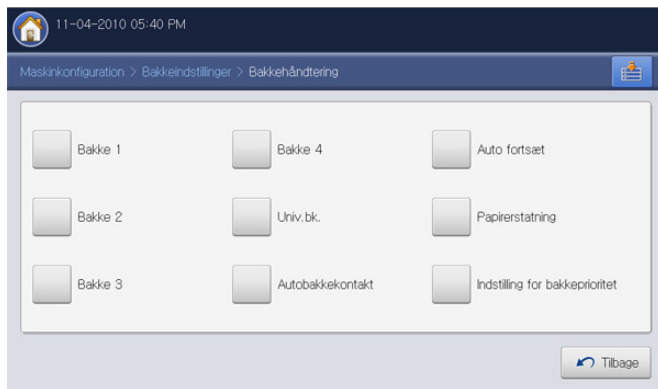 11-04-2010 05:40 PM
Maskinkonfiguration > Bakkeindstillinger > Bakkehåndtering
Bakke 1
Bakke 4
Auto fortsæt
Bakke 2
Univ.bk.
Papirerstatning
Bakke 3
Autobakkekontakt
Indstilling for bakkeprioritet
Tilbage